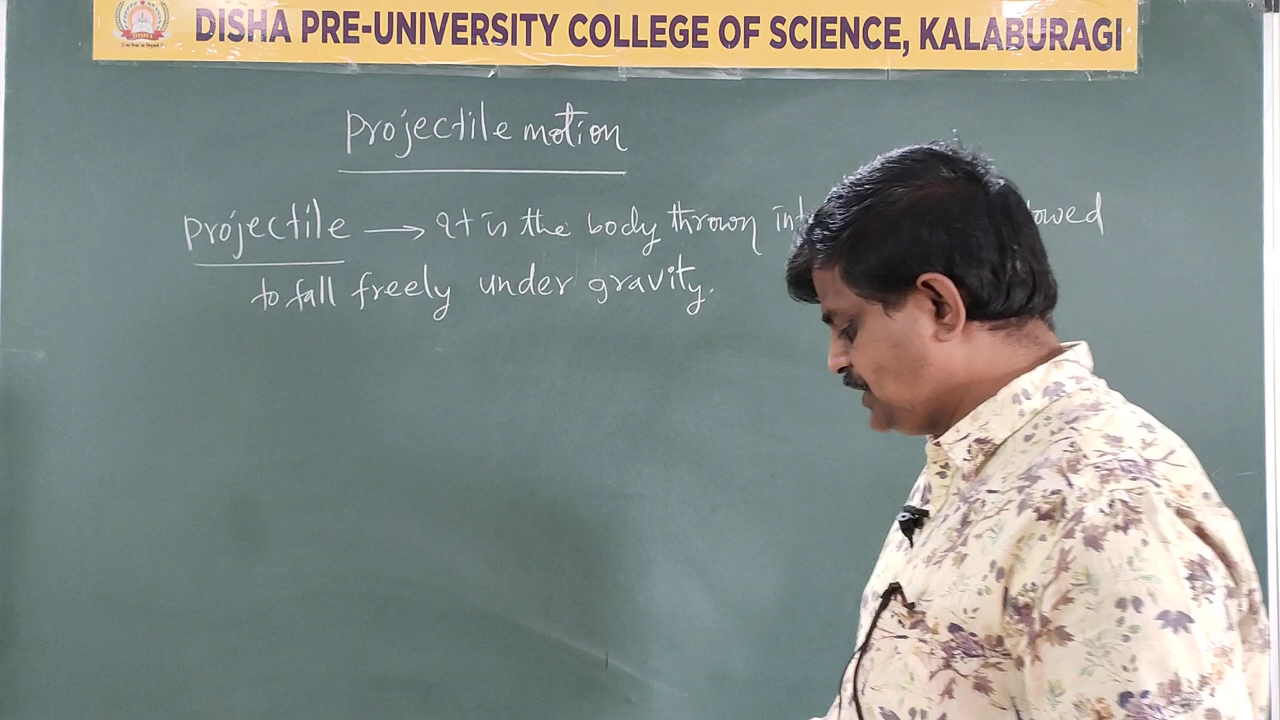 DISHA PRE-UNIVERSITY COLLEGE OF SCIENCE, KALABURAGI
Projectile motion
Projectile → It is the body thrown
to fall freely under gravity.